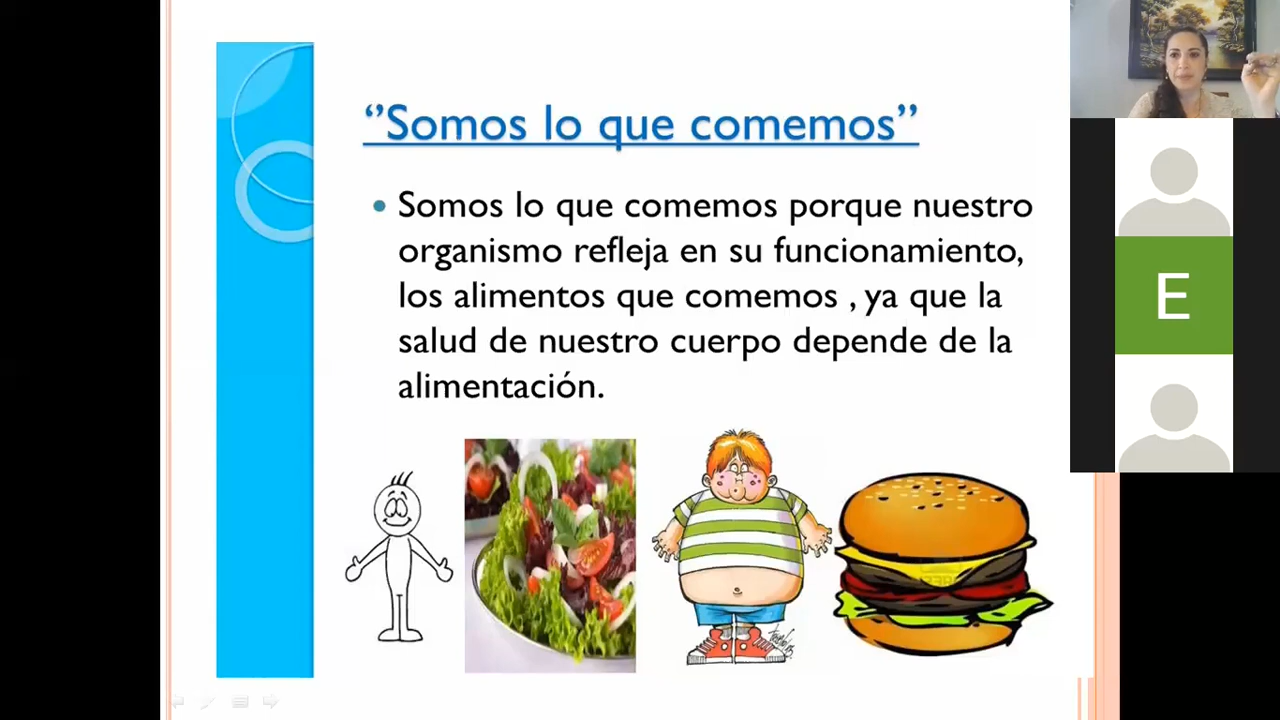 ‘’Somos lo que comemos’’
• Somos lo que comemos porque nuestro
organismo refleja en su funcionamiento,
los alimentos que comemos , ya que la
salud de nuestro cuerpo depende de la
alimentación.
E